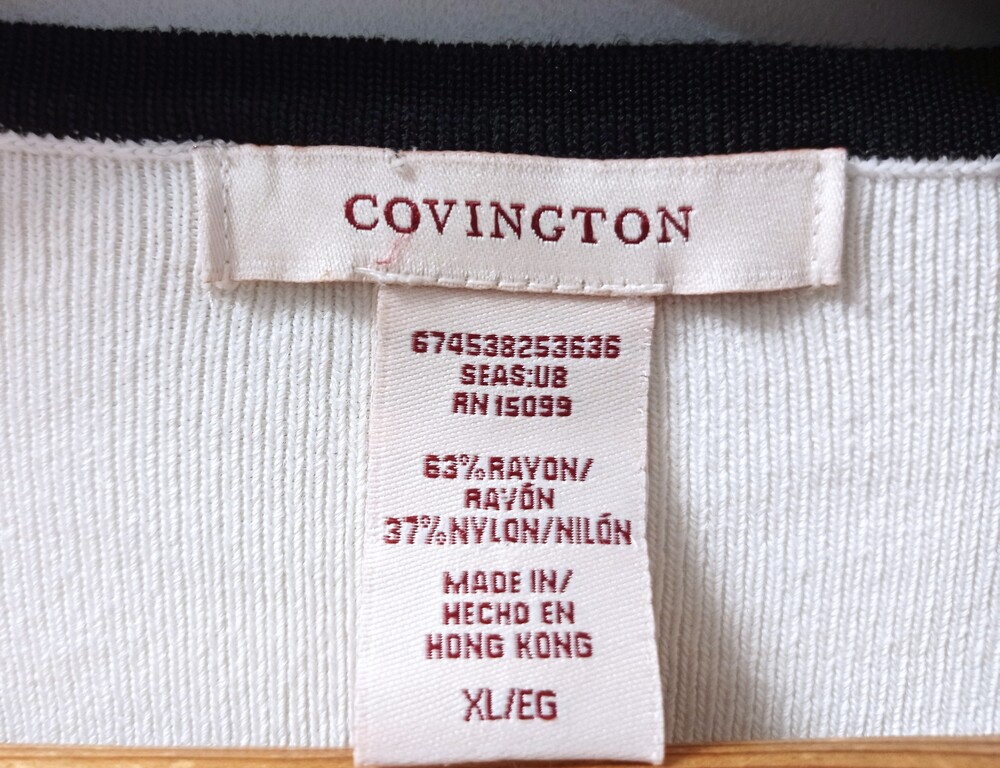 COVINGTON
674538253636
SEAS:U8
RN 15099
63% RAYON/
RAYÓN
37% NYLON/NILÓN
MADE IN/
HECHO EN
HONG KONG
XL/EG